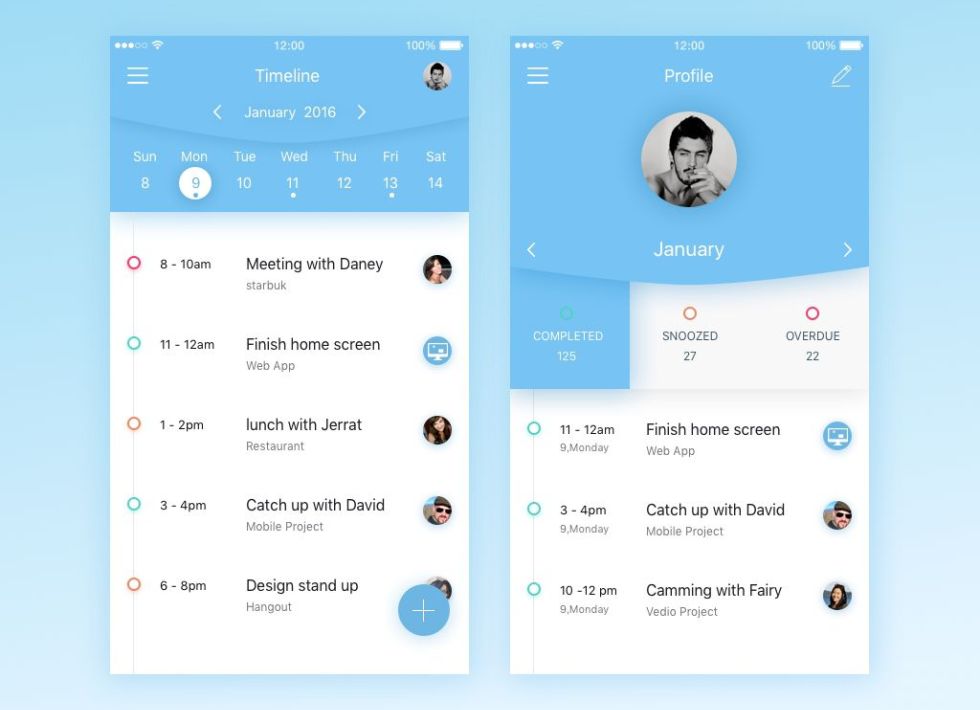 12:00
100%
Timeline
January 2016
Sun Mon Tue Wed Thu Fri Sat
8 9 10 11 12 13 14
8 - 10am Meeting with Daney
starbuk
11 - 12am Finish home screen
Web App
1 - 2pm lunch with Jerrat
Restaurant
3 - 4pm Catch up with David
Mobile Project
6 - 8pm Design stand up
Hangout
12:00
100%
Profile
January
COMPLETED SNOOZED OVERDUE
125 27 22
11 - 12am Finish home screen
9,Monday Web App
3 - 4pm Catch up with David
9,Monday Mobile Project
10 -12 pm Camming with Fairy
9,Monday Vedio Project